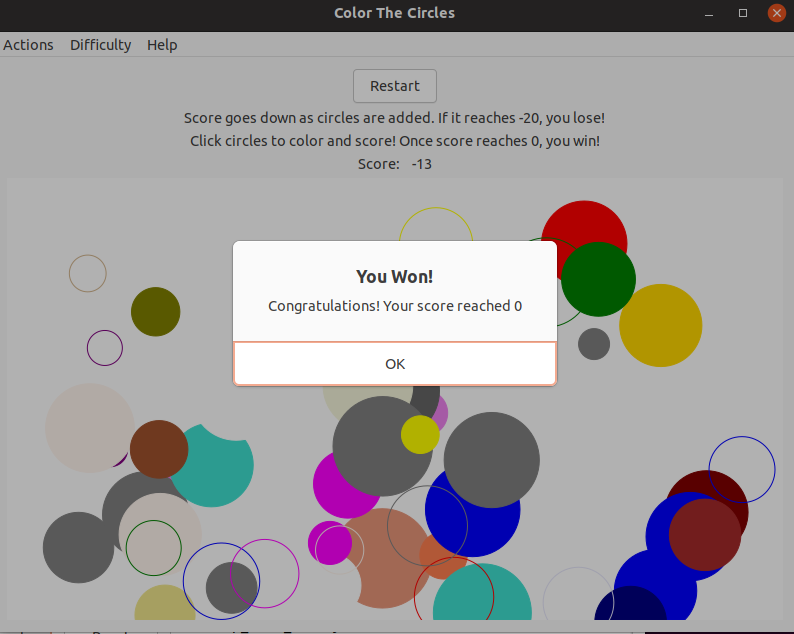 Color The Circles
Actions Difficulty Help
Restart
Score goes down as circles are added. If it reaches -20, you lose!
Click circles to color and score! Once score reaches 0, you win!
Score: -13
You Won!
Congratulations! Your score reached 0
OK